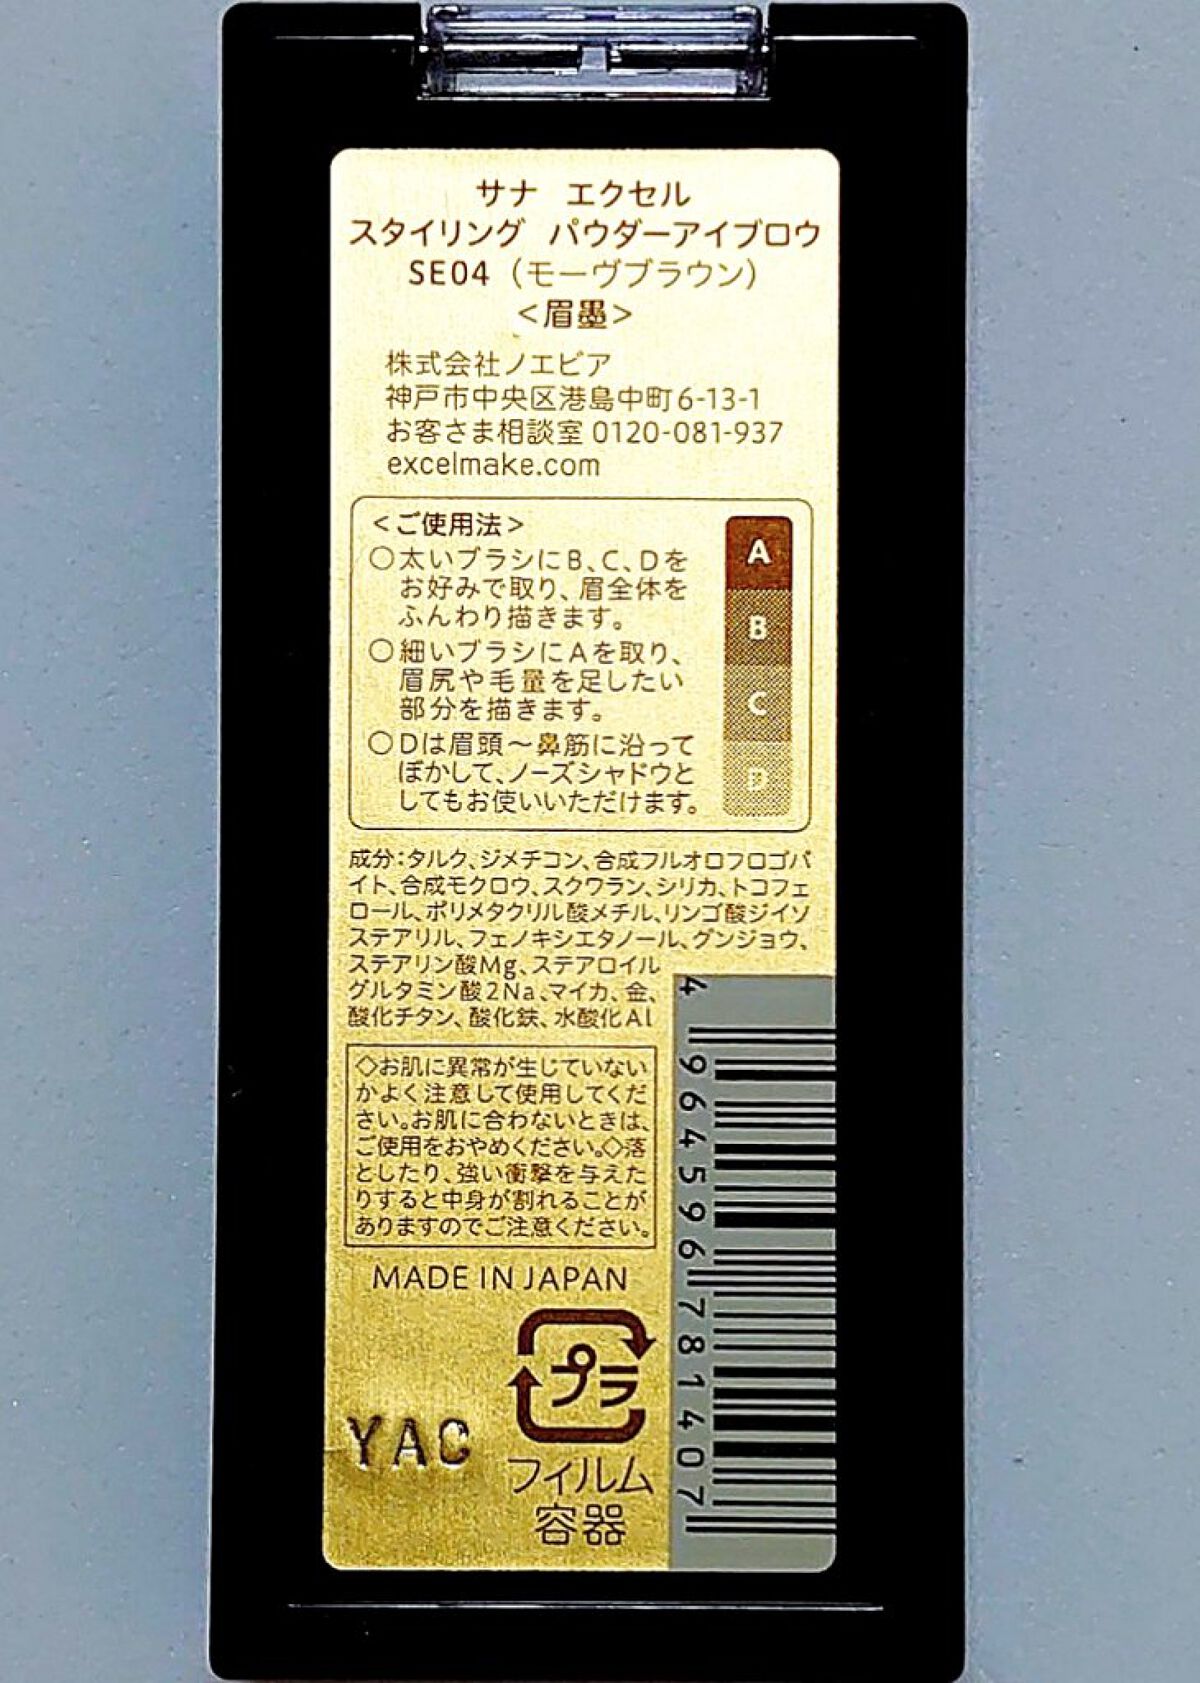 サナ エクセル
スタイリング パウダーアイブロウ
SE04（モーヴブラウン）
＜眉墨＞
株式会社ノエビア
神戸市中央区港島中町6-13-1
お客さま相談室 0120-081-937
excelmake.com
＜ご使用法＞
○太いブラシにB、C、Dを
お好みで取り、眉全体を
ふんわり描きます。
○細いブラシにAを取り、
眉尻や毛量を足したい
部分を描きます。
○Dは眉頭～鼻筋に沿って
ぼかして、ノーズシャドウと
してもお使いいただけます。
A
B
C
D
成分：タルク、ジメチコン、合成フルオロフロゴパ
イト、合成モクロウ、スクワラン、シリカ、トコフェ
ロール、ポリメタクリル酸メチル、リンゴ酸ジイソ
ステアリル、フェノキシエタノール、グンジョウ、
ステアリン酸Mg、ステアロイル
グルタミン酸2Na、マイカ、金、
酸化チタン、酸化鉄、水酸化Al
◇お肌に異常が生じていない
かよく注意して使用してくだ
さい。お肌に合わないときは、
ご使用をおやめください。◇落
としたり、強い衝撃を与えた
りすると中身が割れることが
ありますのでご注意ください。
MADE IN JAPAN
プラ
フィルム
容器
YAC
4 964596 781407